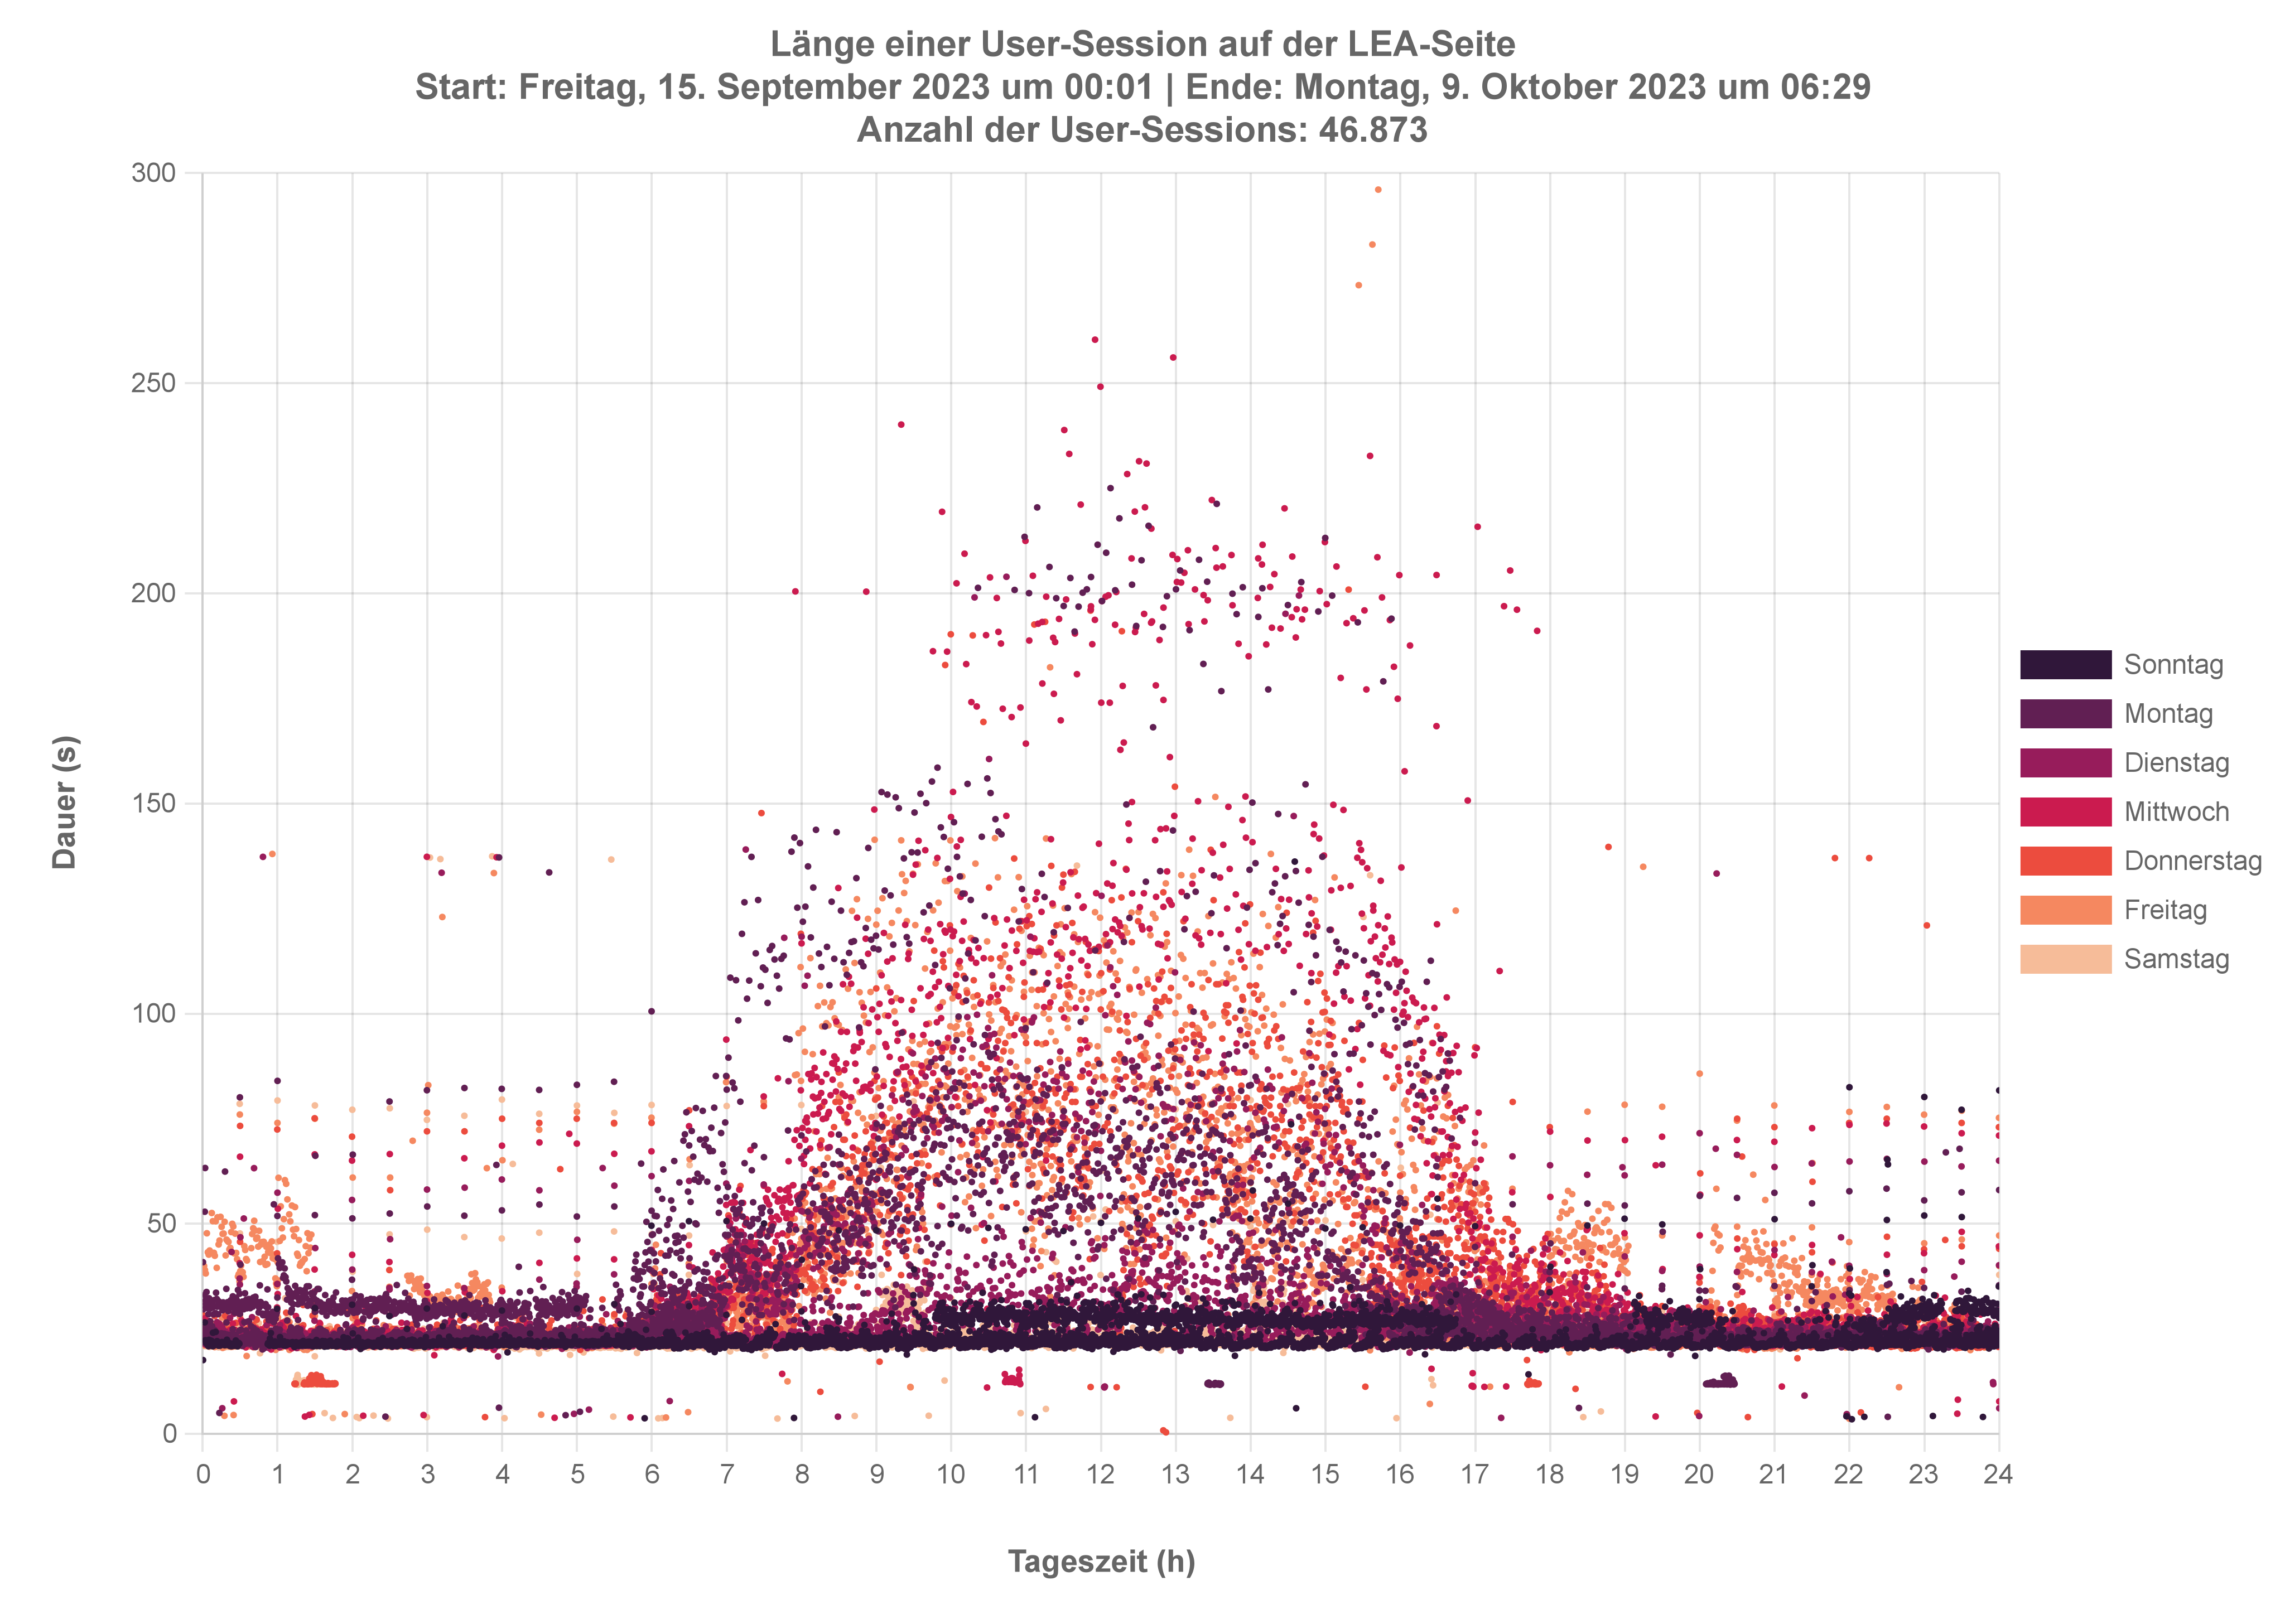 Länge einer User-Session auf der LEA-Seite
Start: Freitag, 15. September 2023 um 00:01 | Ende: Montag, 9. Oktober 2023 um 06:29
Anzahl der User-Sessions: 46.873
300
250
200
150
100
50
0
Dauer (s)
0 1 2 3 4 5 6 7 8 9 10 11 12 13 14 15 16 17 18 19 20 21 22 23 24
Tageszeit (h)
Sonntag
Montag
Dienstag
Mittwoch
Donnerstag
Freitag
Samstag